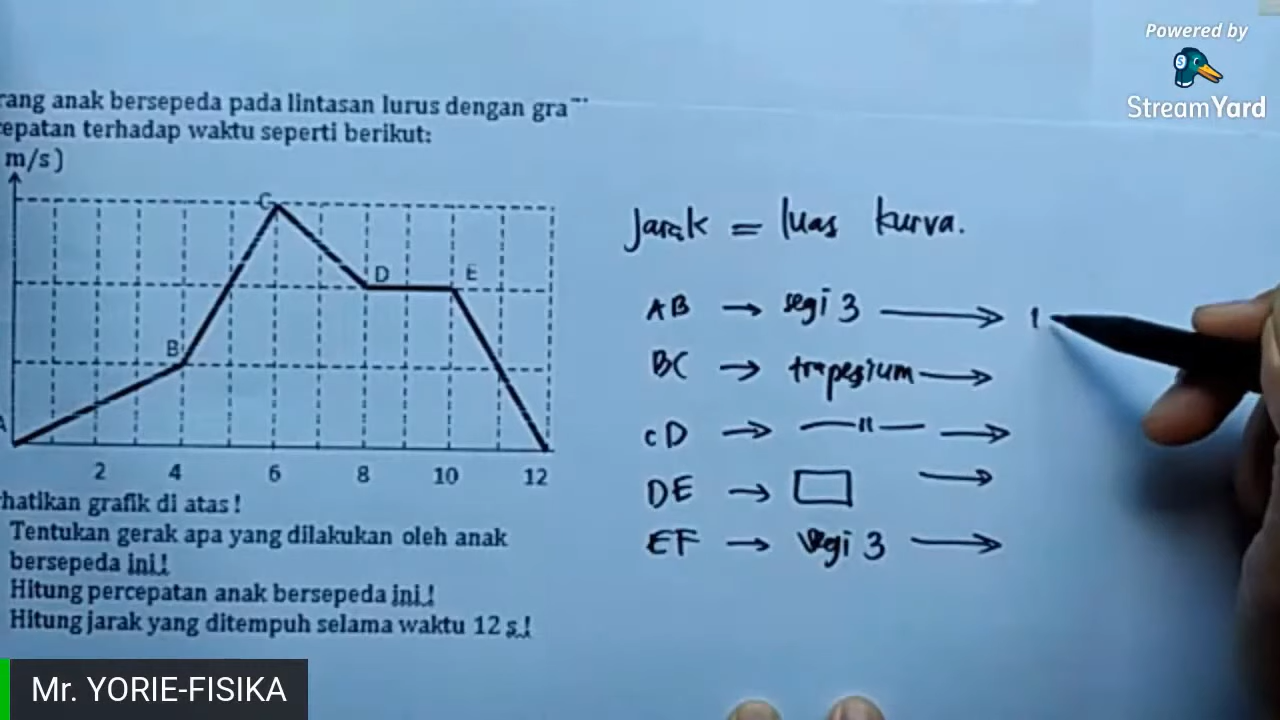 Powered by
StreamYard
rang anak bersepeda pada lintasan lurus dengan gra
cepatan terhadap waktu seperti berikut:
m/s)
C
D
E
B
A
2 4 6 8 10 12
hatikan grafik di atas !
Tentukan gerak apa yang dilakukan oleh anak
bersepeda ini.!
Hitung percepatan anak bersepeda ini.!
Hitung jarak yang ditempuh selama waktu 12 s.!
Jarak = luas kurva.
AB → segi 3 →
BC → trapesium →
CD → —"— →
DE → □ →
EF → segi 3 →
Mr. YORIE-FISIKA